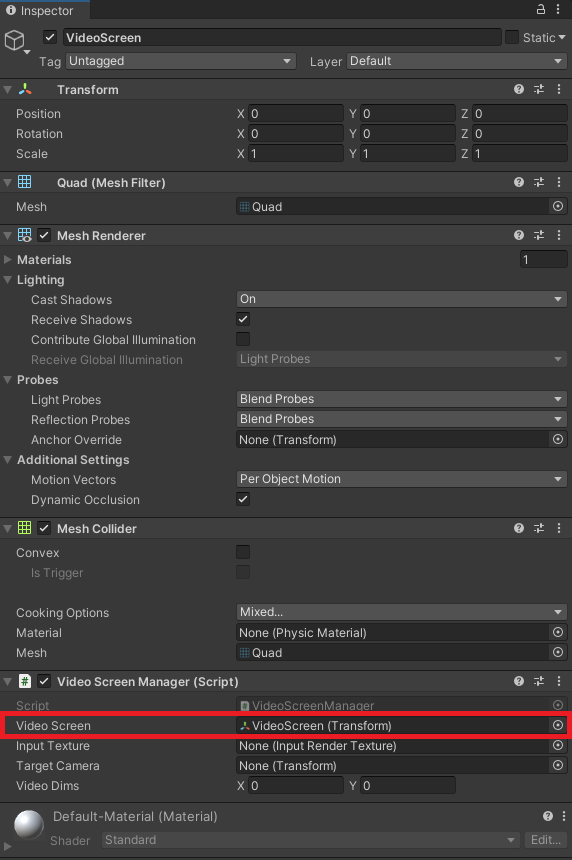 Inspector
VideoScreen Static
Tag Untagged Layer Default
Transform
Position X 0 Y 0 Z 0
Rotation X 0 Y 0 Z 0
Scale X 1 Y 1 Z 1
Quad (Mesh Filter)
Mesh Quad
Mesh Renderer
Materials 1
Lighting
Cast Shadows On
Receive Shadows
Contribute Global Illumination
Receive Global Illumination Light Probes
Probes
Light Probes Blend Probes
Reflection Probes Blend Probes
Anchor Override None (Transform)
Additional Settings
Motion Vectors Per Object Motion
Dynamic Occlusion
Mesh Collider
Convex
Is Trigger
Cooking Options Mixed...
Material None (Physic Material)
Mesh Quad
# Video Screen Manager (Script)
Script # VideoScreenManager
Video Screen VideoScreen (Transform)
Input Texture None (Input Render Texture)
Target Camera None (Transform)
Video Dims X 0 Y 0
Default-Material (Material)
Shader Standard Edit...